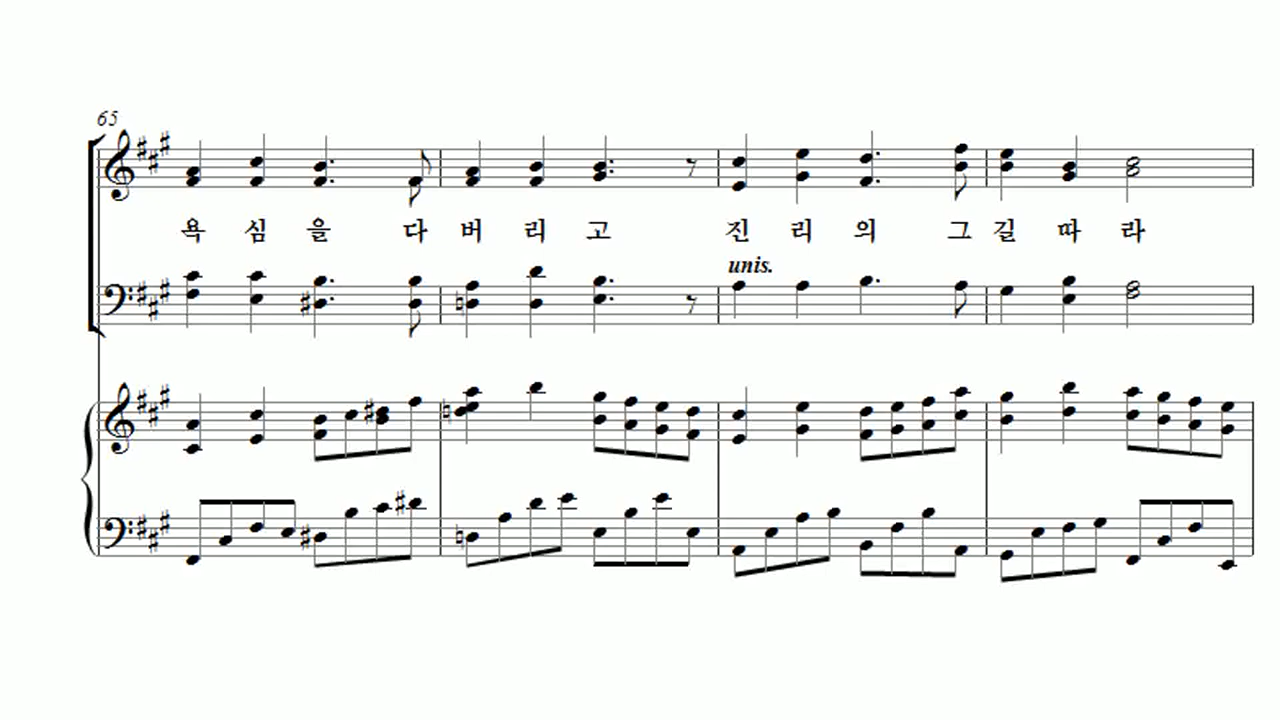 65
욕 심 을 다 버 리 고 진 리 의 그 길 따 라
unis.